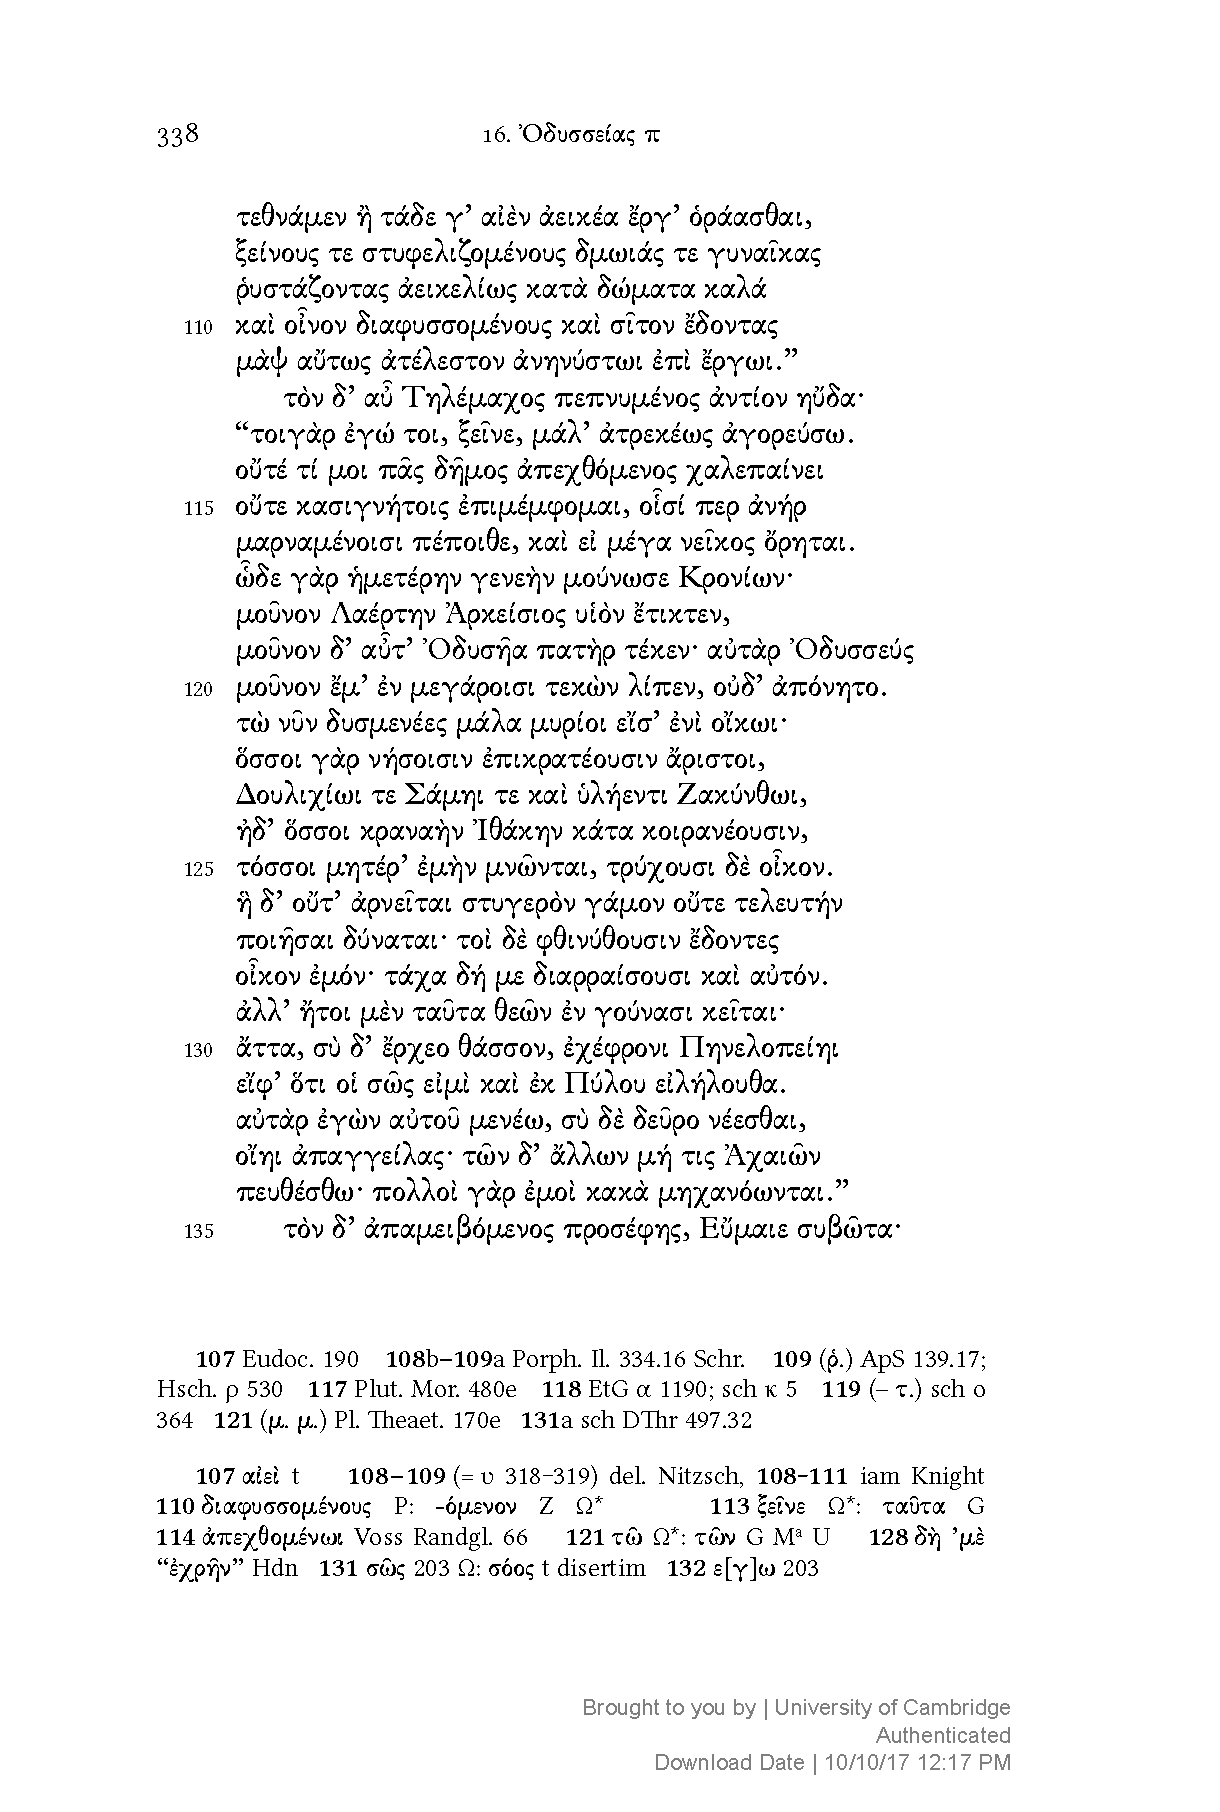 338
16. Ὀδυσσείας π
τεθνάμεν ἢ τάδε γ’ αἰὲν ἀεικέα ἔργ’ ὁράασθαι,
ξείνους τε στυφελιζομένους δμωιάς τε γυναῖκας
ῥυστάζοντας ἀεικελίως κατὰ δώματα καλά
110 καὶ οἶνον διαφυσσομένους καὶ σῖτον ἔδοντας
μὰψ αὔτως ἀτέλεστον ἀνηνύστωι ἐπὶ ἔργωι.”
τὸν δ’ αὖ Τηλέμαχος πεπνυμένος ἀντίον ηὔδα·
“τοιγὰρ ἐγώ τοι, ξεῖνε, μάλ’ ἀτρεκέως ἀγορεύσω.
οὔτέ τί μοι πᾶς δῆμος ἀπεχθόμενος χαλεπαίνει
115 οὔτε κασιγνήτοις ἐπιμέμφομαι, οἷσί περ ἀνήρ
μαρναμένοισι πέποιθε, καὶ εἰ μέγα νεῖκος ὄρηται.
ὧδε γὰρ ἡμετέρην γενεὴν μούνωσε Κρονίων·
μοῦνον Λαέρτην Ἀρκείσιος υἱὸν ἔτικτεν,
μοῦνον δ’ αὖτ’ Ὀδυσῆα πατὴρ τέκεν· αὐτὰρ Ὀδυσσεύς
120 μοῦνον ἔμ’ ἐν μεγάροισι τεκὼν λίπεν, οὐδ’ ἀπόνητο.
τὼ νῦν δυσμενέες μάλα μυρίοι εἴσ’ ἐνὶ οἴκωι·
ὅσσοι γὰρ νήσοισιν ἐπικρατέουσιν ἄριστοι,
Δουλιχίωι τε Σάμηι τε καὶ ὑλήεντι Ζακύνθωι,
ἠδ’ ὅσσοι κραναὴν Ἰθάκην κάτα κοιρανέουσιν,
125 τόσσοι μητέρ’ ἐμὴν μνῶνται, τρύχουσι δὲ οἶκον.
ἣ δ’ οὔτ’ ἀρνεῖται στυγερὸν γάμον οὔτε τελευτήν
ποιῆσαι δύναται· τοὶ δὲ φθινύθουσιν ἔδοντες
οἶκον ἐμόν· τάχα δή με διαρραίσουσι καὶ αὐτόν.
ἀλλ’ ἤτοι μὲν ταῦτα θεῶν ἐν γούνασι κεῖται·
130 ἄττα, σὺ δ’ ἔρχεο θάσσον, ἐχέφρονι Πηνελοπείηι
εἴφ’ ὅτι οἱ σῶς εἰμὶ καὶ ἐκ Πύλου εἰλήλουθα.
αὐτὰρ ἐγὼν αὐτοῦ μενέω, σὺ δὲ δεῦρο νέεσθαι,
οἴηι ἀπαγγείλας· τῶν δ’ ἄλλων μή τις Ἀχαιῶν
πευθέσθω· πολλοὶ γὰρ ἐμοὶ κακὰ μηχανόωνται.”
135 τὸν δ’ ἀπαμειβόμενος προσέφης, Εὔμαιε συβῶτα·
107 Eudoc. 190 108b–109a Porph. Il. 334.16 Schr. 109 (ῥ.) ApS 139.17;
Hsch. ρ 530 117 Plut. Mor. 480e 118 EtG α 1190; sch κ 5 119 (– τ.) sch ο
364 121 (μ. μ.) Pl. Theaet. 170e 131a sch DThr 497.32
107 αἰεὶ t 108–109 (= υ 318–319) del. Nitzsch, 108–111 iam Knight
110 διαφυσσομένους P: -όμενον Z Ω* 113 ξεῖνε Ω*: ταῦτα G
114 ἀπεχθομένωι Voss Randgl. 66 121 τῶ Ω*: τῶν G Mᵃ U 128 δὴ ’μὲ
“ἐχρῆν” Hdn 131 σῶς 203 Ω: σόος t disertim 132 ε[γ]ω 203
Brought to you by | University of Cambridge
Authenticated
Download Date | 10/10/17 12:17 PM